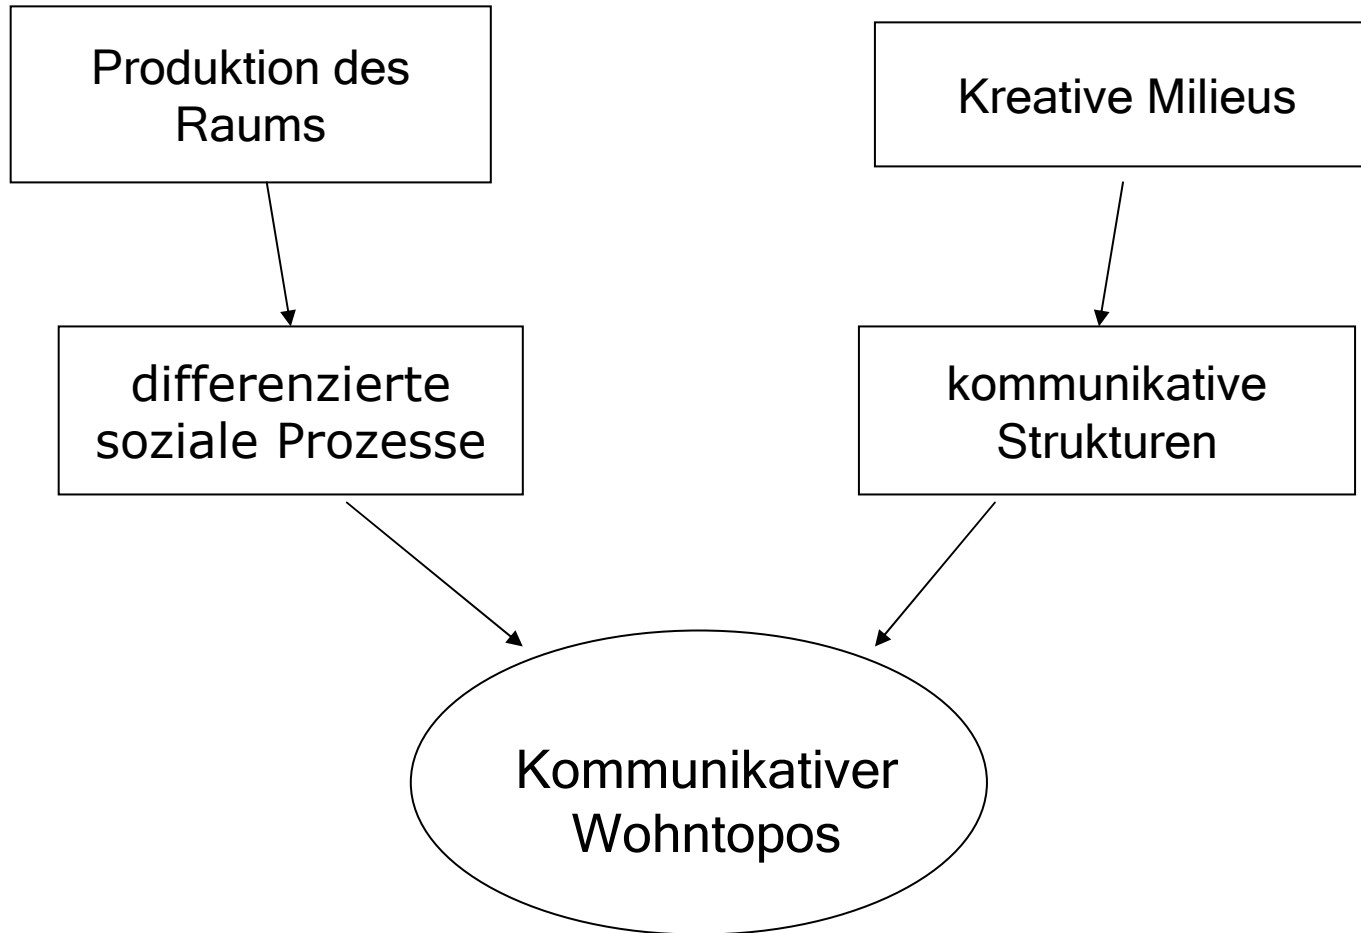 Produktion des
Raums
Kreative Milieus
differenzierte
soziale Prozesse
kommunikative
Strukturen
Kommunikativer
Wohntopos